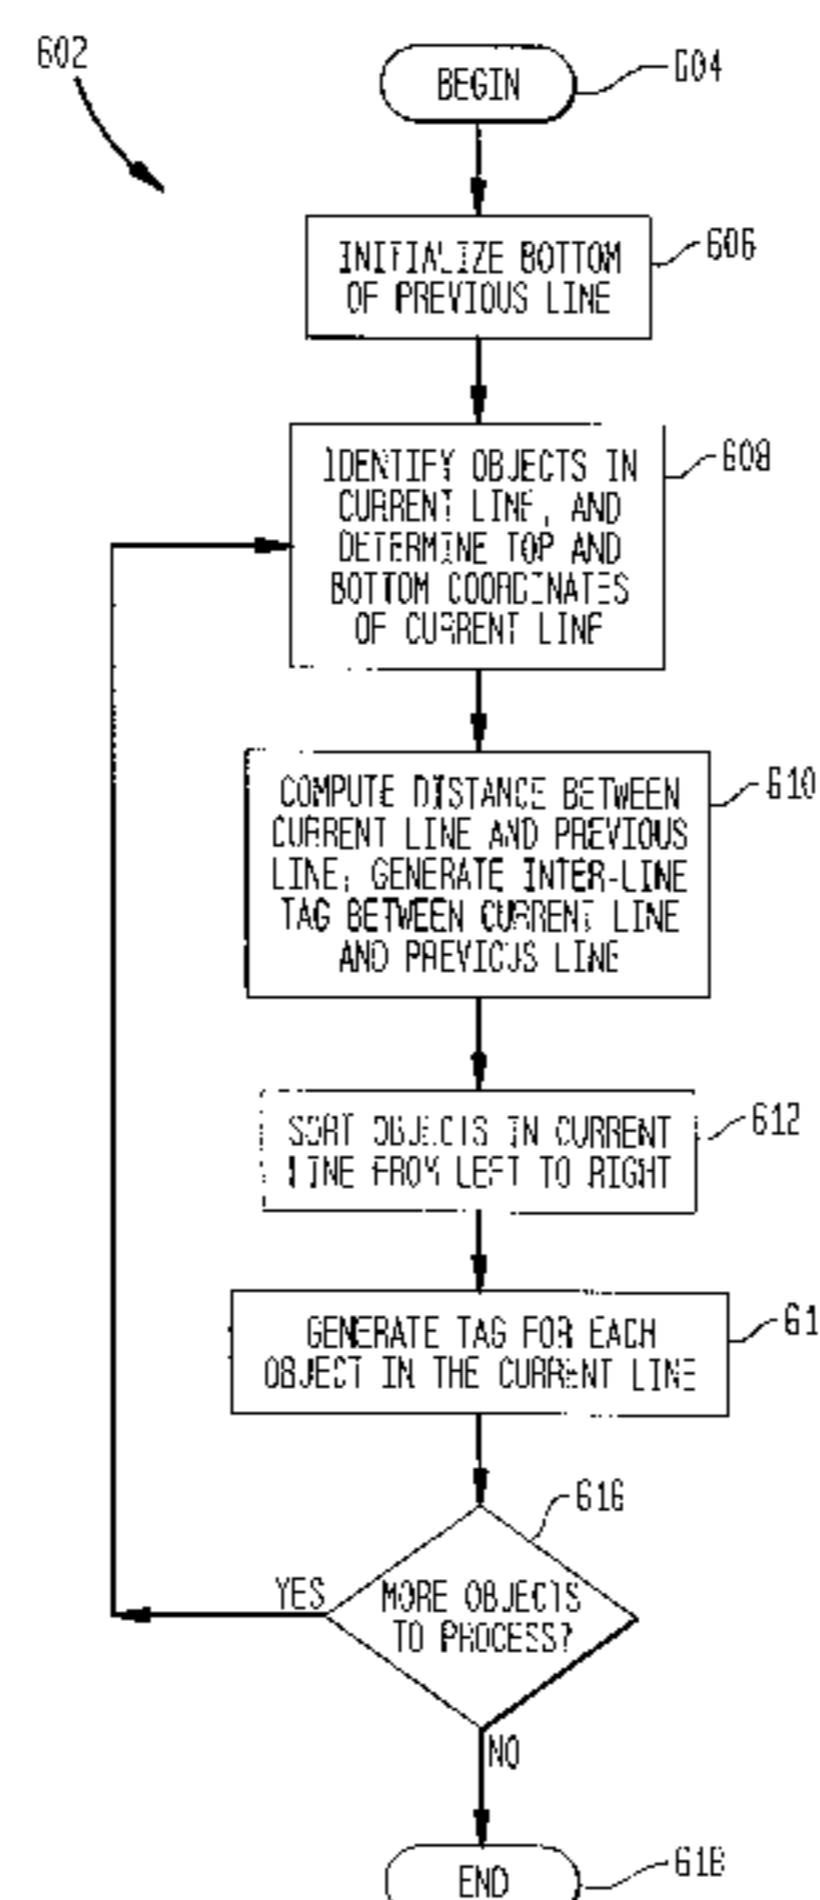 602
BEGIN
604
INITIALIZE BOTTOM
OF PREVIOUS LINE
606
IDENTIFY OBJECTS IN
CURRENT LINE, AND
DETERMINE TOP AND
BOTTOM COORDINATES
OF CURRENT LINE
608
COMPUTE DISTANCE BETWEEN
CURRENT LINE AND PREVIOUS
LINE; GENERATE INTER-LINE
TAG BETWEEN CURRENT LINE
AND PREVIOUS LINE
610
SORT OBJECTS IN CURRENT
LINE FROM LEFT TO RIGHT
612
GENERATE TAG FOR EACH
OBJECT IN THE CURRENT LINE
61
616
MORE OBJECTS
TO PROCESS?
YES
NO
END
618